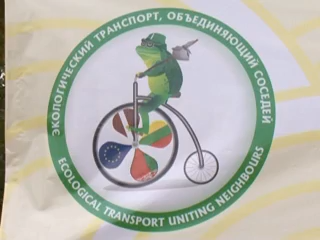 ЭКОЛОГИЧЕСКИЙ ТРАНСПОРТ, ОБЪЕДИНЯЮЩИЙ СОСЕДЕЙ
ECOLOGICAL TRANSPORT UNITING NEIGHBOURS